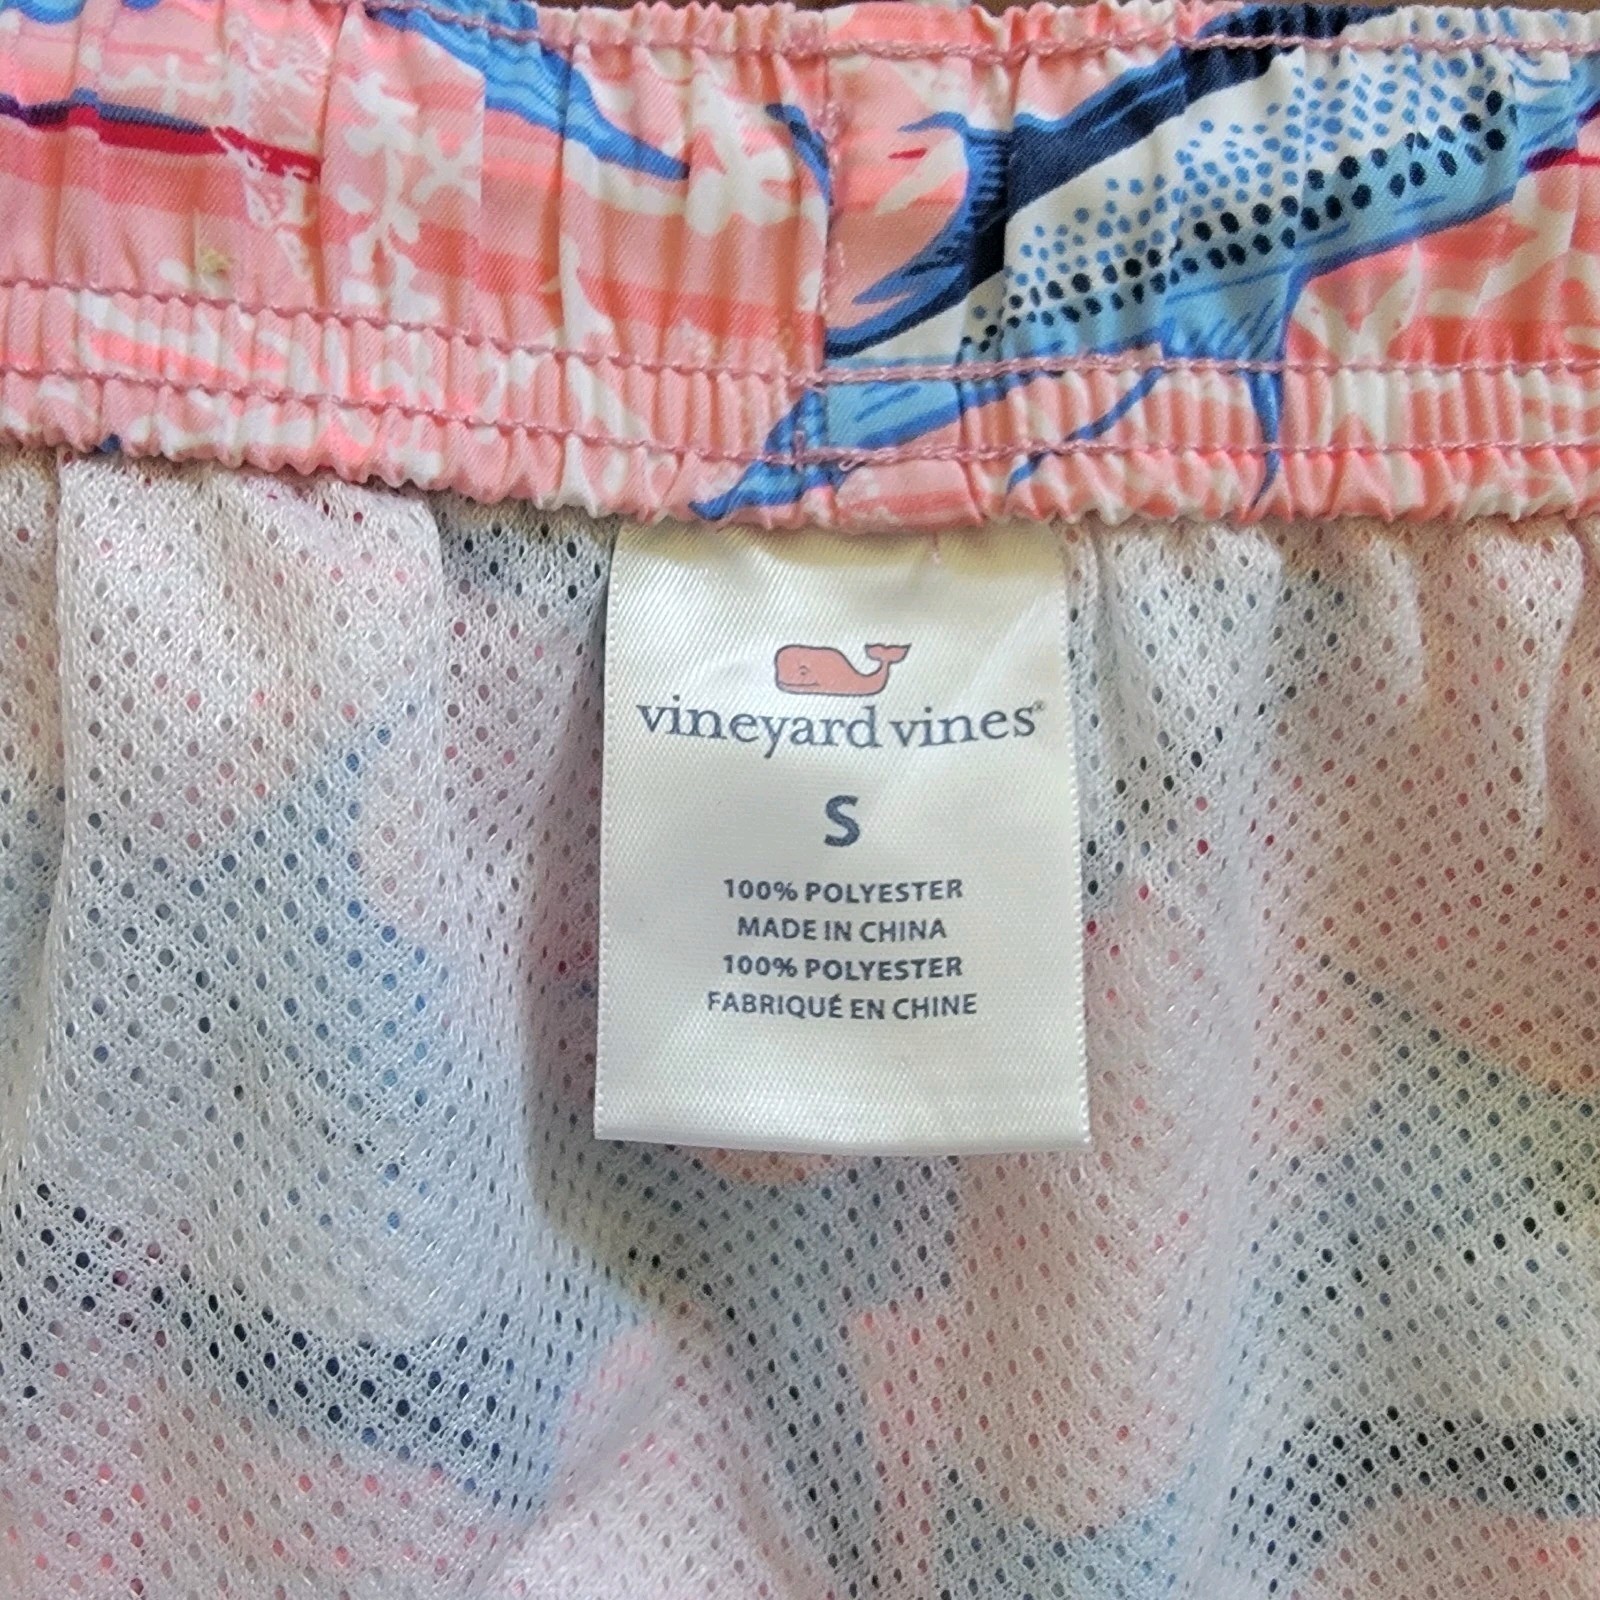 vineyard vines®
S
100% POLYESTER
MADE IN CHINA
100% POLYESTER
FABRIQUÉ EN CHINE